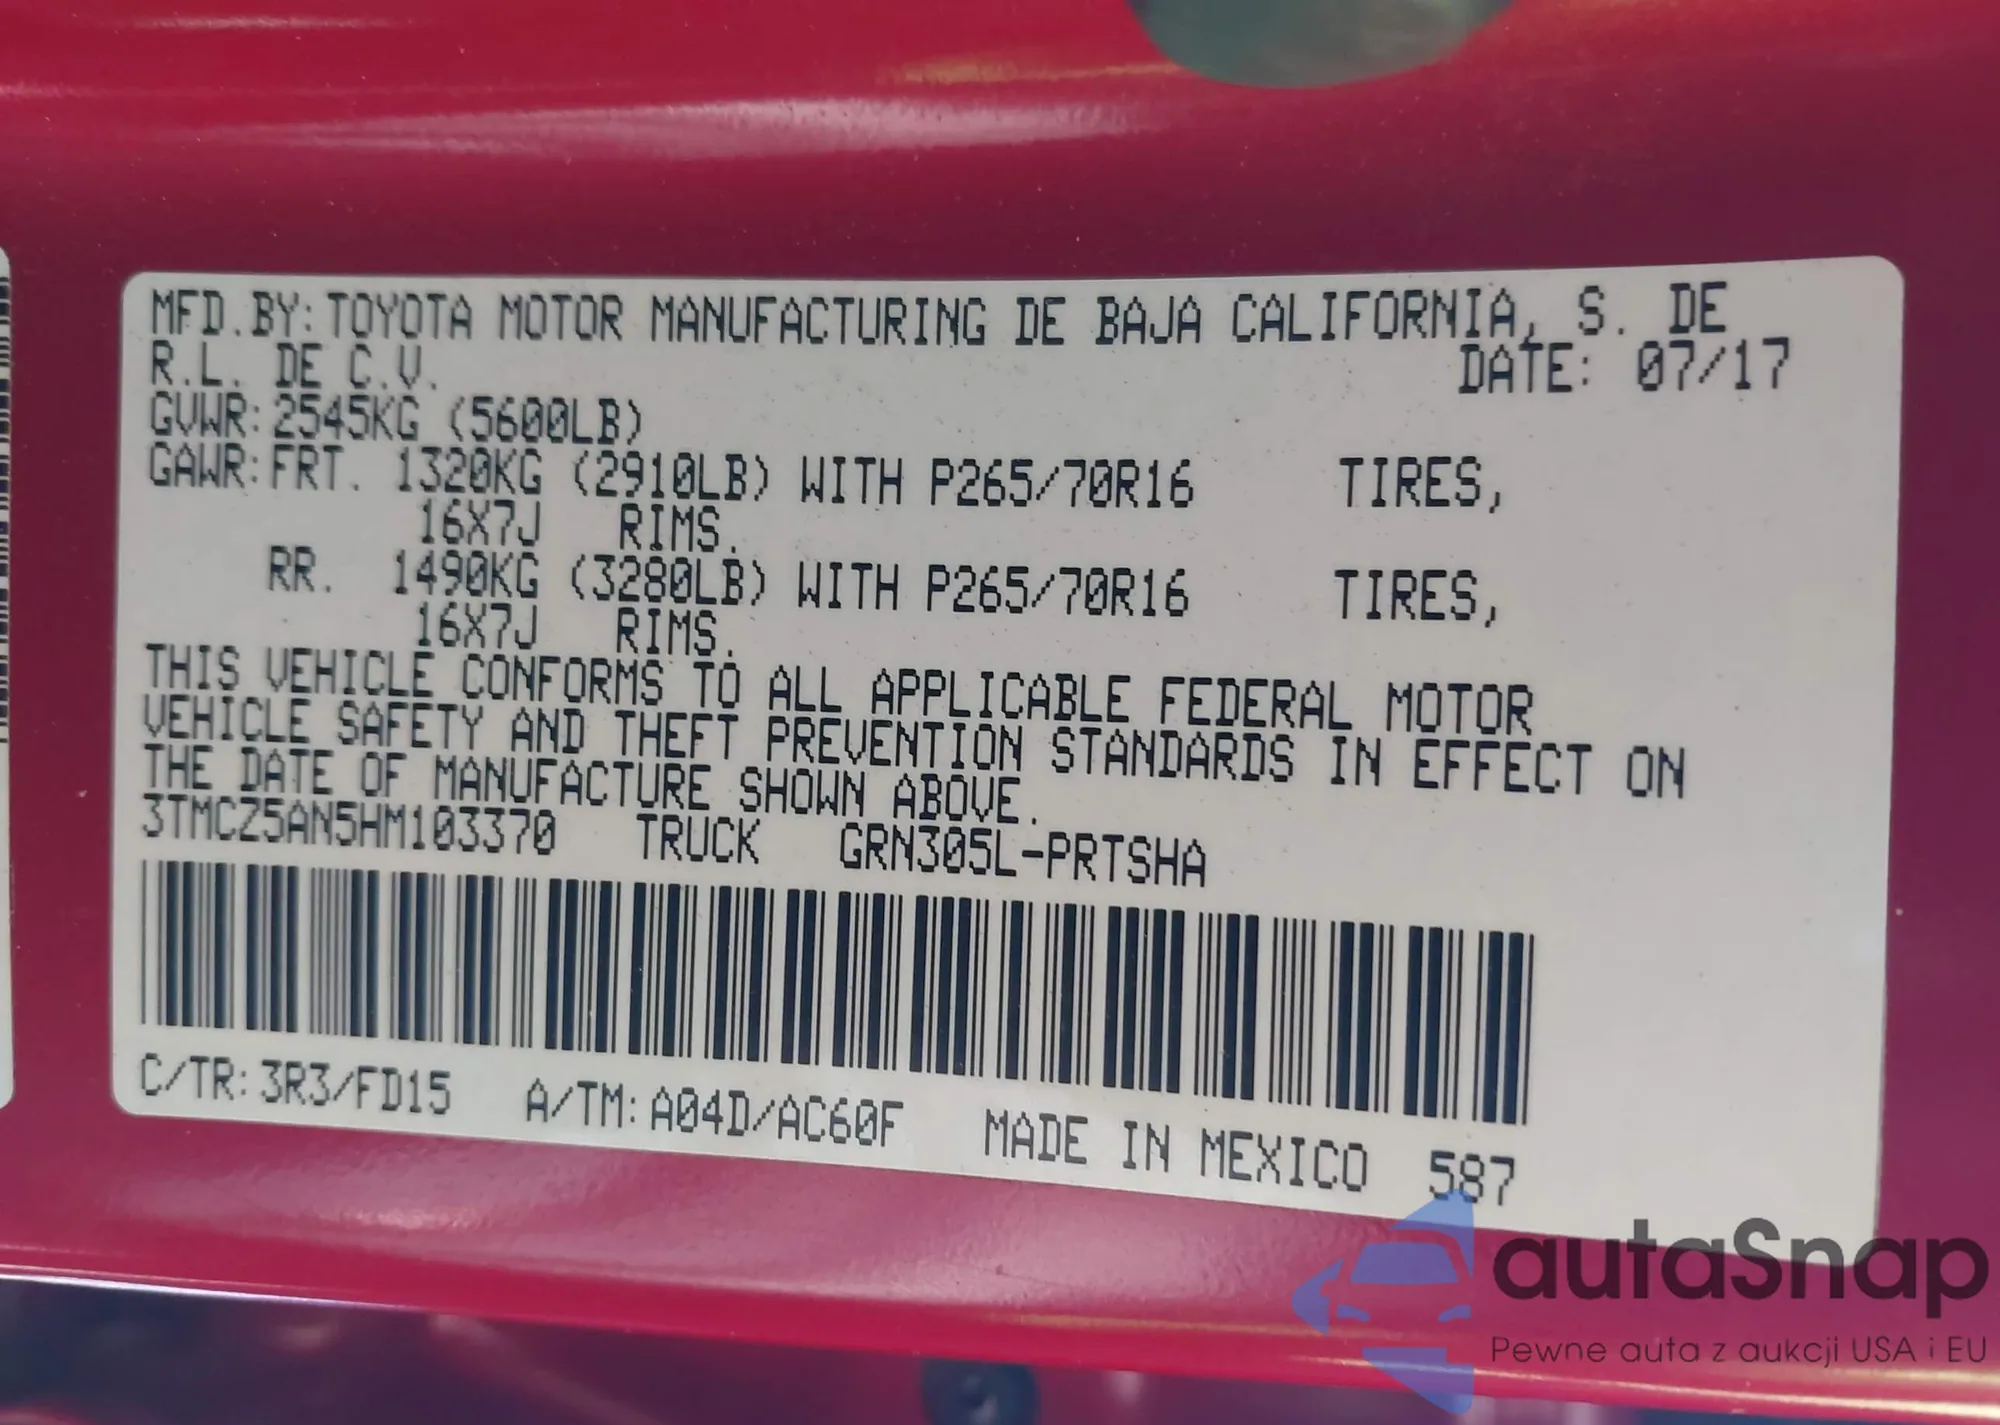 MFD.BY:TOYOTA MOTOR MANUFACTURING DE BAJA CALIFORNIA, S. DE
R.L. DE C.V. DATE: 07/17
GVWR:2545KG (5600LB)
GAWR:FRT. 1320KG (2910LB) WITH P265/70R16 TIRES,
16X7J RIMS.
RR. 1490KG (3280LB) WITH P265/70R16 TIRES,
16X7J RIMS.
THIS VEHICLE CONFORMS TO ALL APPLICABLE FEDERAL MOTOR
VEHICLE SAFETY AND THEFT PREVENTION STANDARDS IN EFFECT ON
THE DATE OF MANUFACTURE SHOWN ABOVE.
3TMCZ5AN5HM103370 TRUCK GRN305L-PRTSHA
C/TR:3R3/FD15 A/TM:A04D/AC60F MADE IN MEXICO 587
autaSnap
Pewne auta z aukcji USA i EU